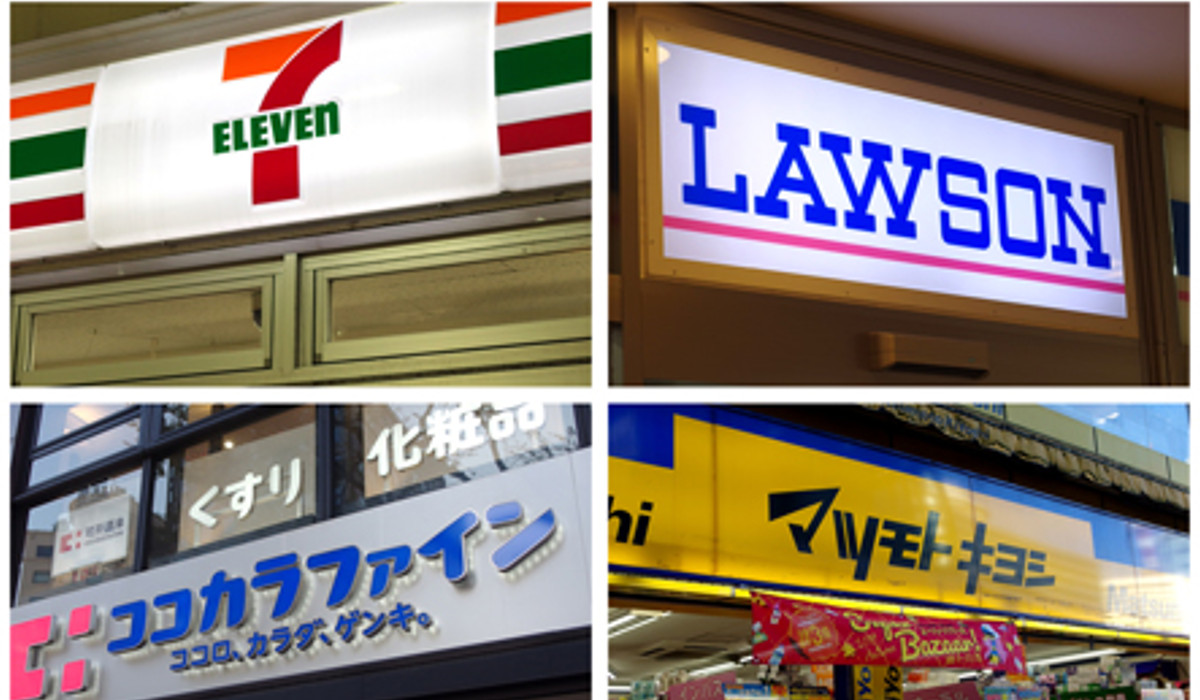 7
ELEVEn
LAWSON
化粧品
くすり
ココカラファイン
ココロ、カラダ、ゲンキ。
hi
マツモトキヨシ
Matsum
Bazaar!